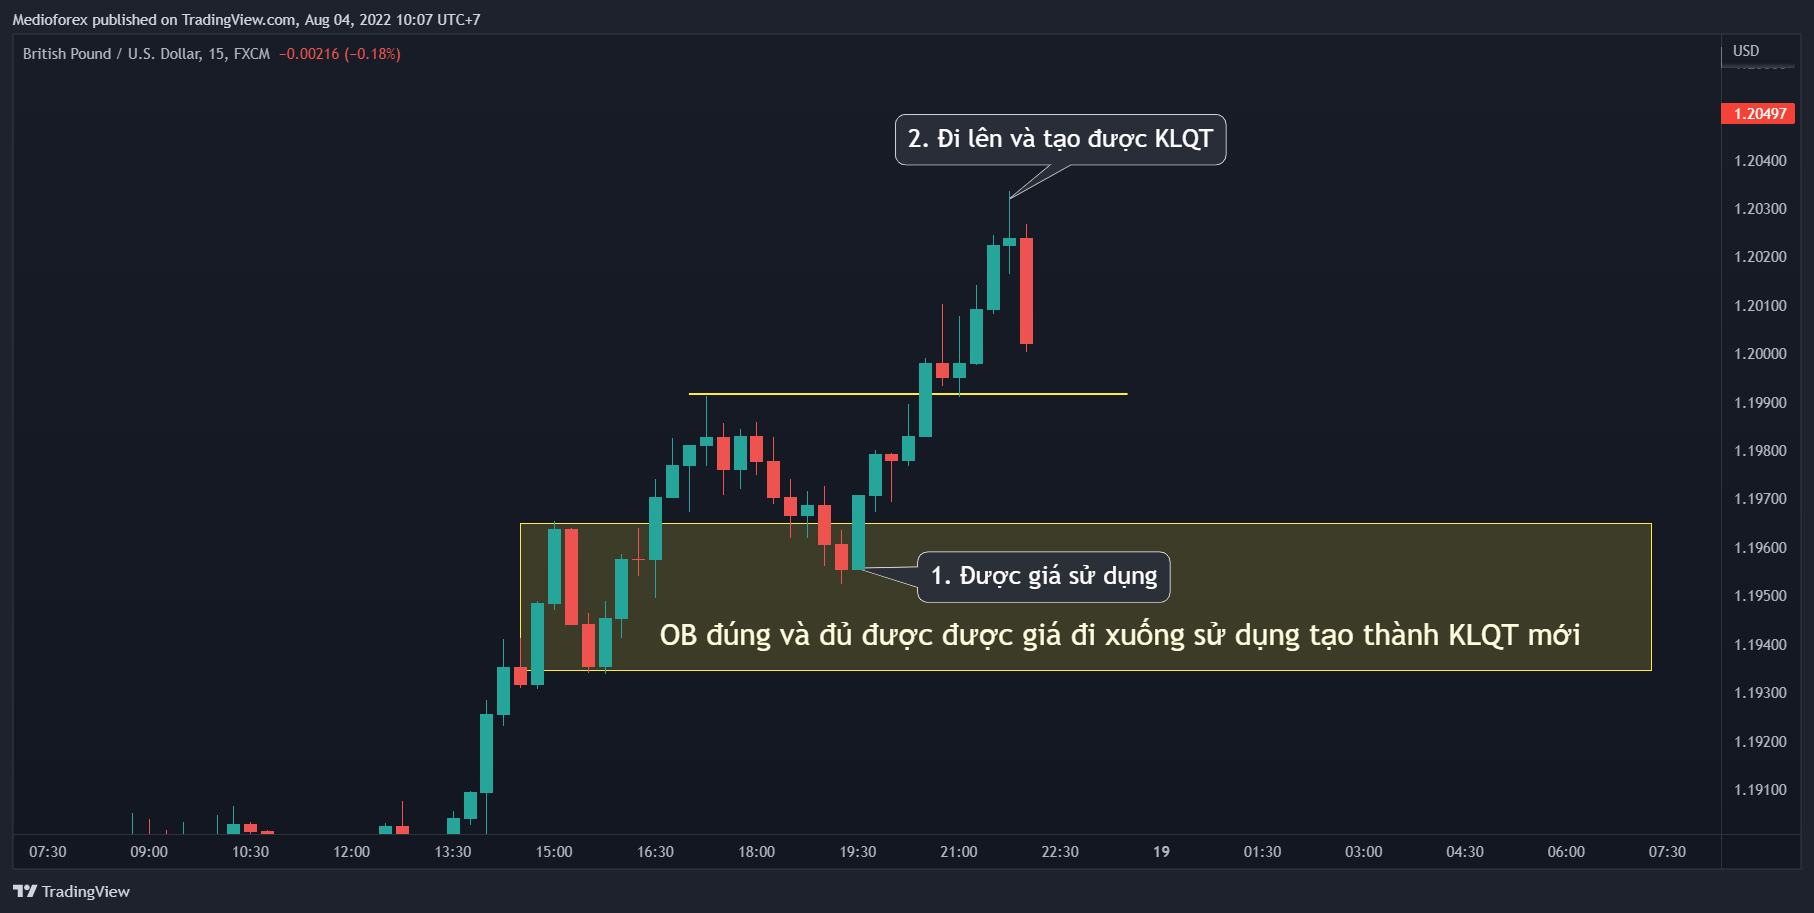 Medioforex published on TradingView.com, Aug 04, 2022 10:07 UTC+7
British Pound / U.S. Dollar, 15, FXCM −0.00216 (−0.18%)
USD
1.20497
2. Đi lên và tạo được KLQT
1.20400
1.20300
1.20200
1.20100
1.20000
1.19900
1.19800
1.19700
1.19600
1. Được giá sử dụng
1.19500
OB đúng và đủ được được giá đi xuống sử dụng tạo thành KLQT mới
1.19400
1.19300
1.19200
1.19100
07:30 09:00 10:30 12:00 13:30 15:00 16:30 18:00 19:30 21:00 22:30 19 01:30 03:00 04:30 06:00 07:30
TradingView